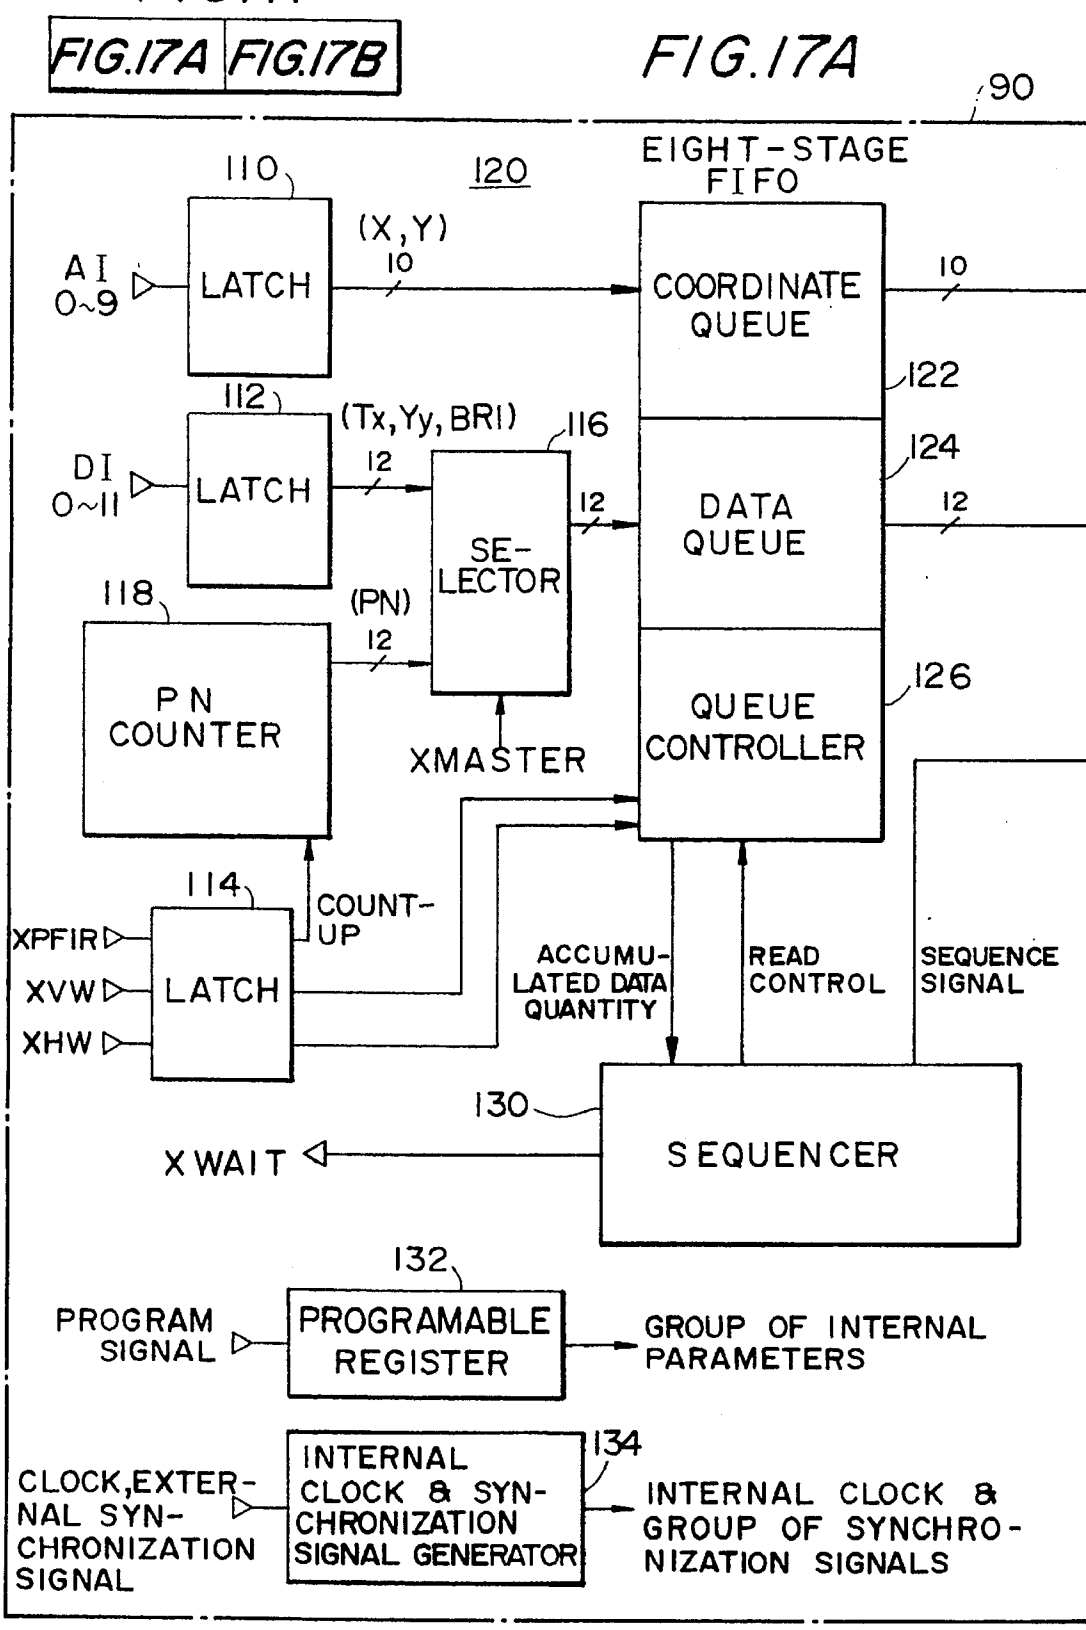 FIG.17A FIG.17B
FIG.17A
90
110
120
EIGHT-STAGE
FIFO
(X,Y)
10
AI
0~9
LATCH
COORDINATE
QUEUE
10
122
112
(Tx,Yy,BRI)
116
124
DI
0~11
LATCH
12
12
DATA
QUEUE
12
SE-
LECTOR
118
(PN)
12
PN
COUNTER
126
QUEUE
CONTROLLER
XMASTER
114
COUNT-
UP
XPFIR
XVW
XHW
LATCH
ACCUMU-
LATED DATA
QUANTITY
READ
CONTROL
SEQUENCE
SIGNAL
130
SEQUENCER
XWAIT
132
PROGRAM
SIGNAL
PROGRAMABLE
REGISTER
GROUP OF INTERNAL
PARAMETERS
134
CLOCK,EXTER-
NAL SYN-
CHRONIZATION
SIGNAL
INTERNAL
CLOCK & SYN-
CHRONIZATION
SIGNAL GENERATOR
INTERNAL CLOCK &
GROUP OF SYNCHRO-
NIZATION SIGNALS